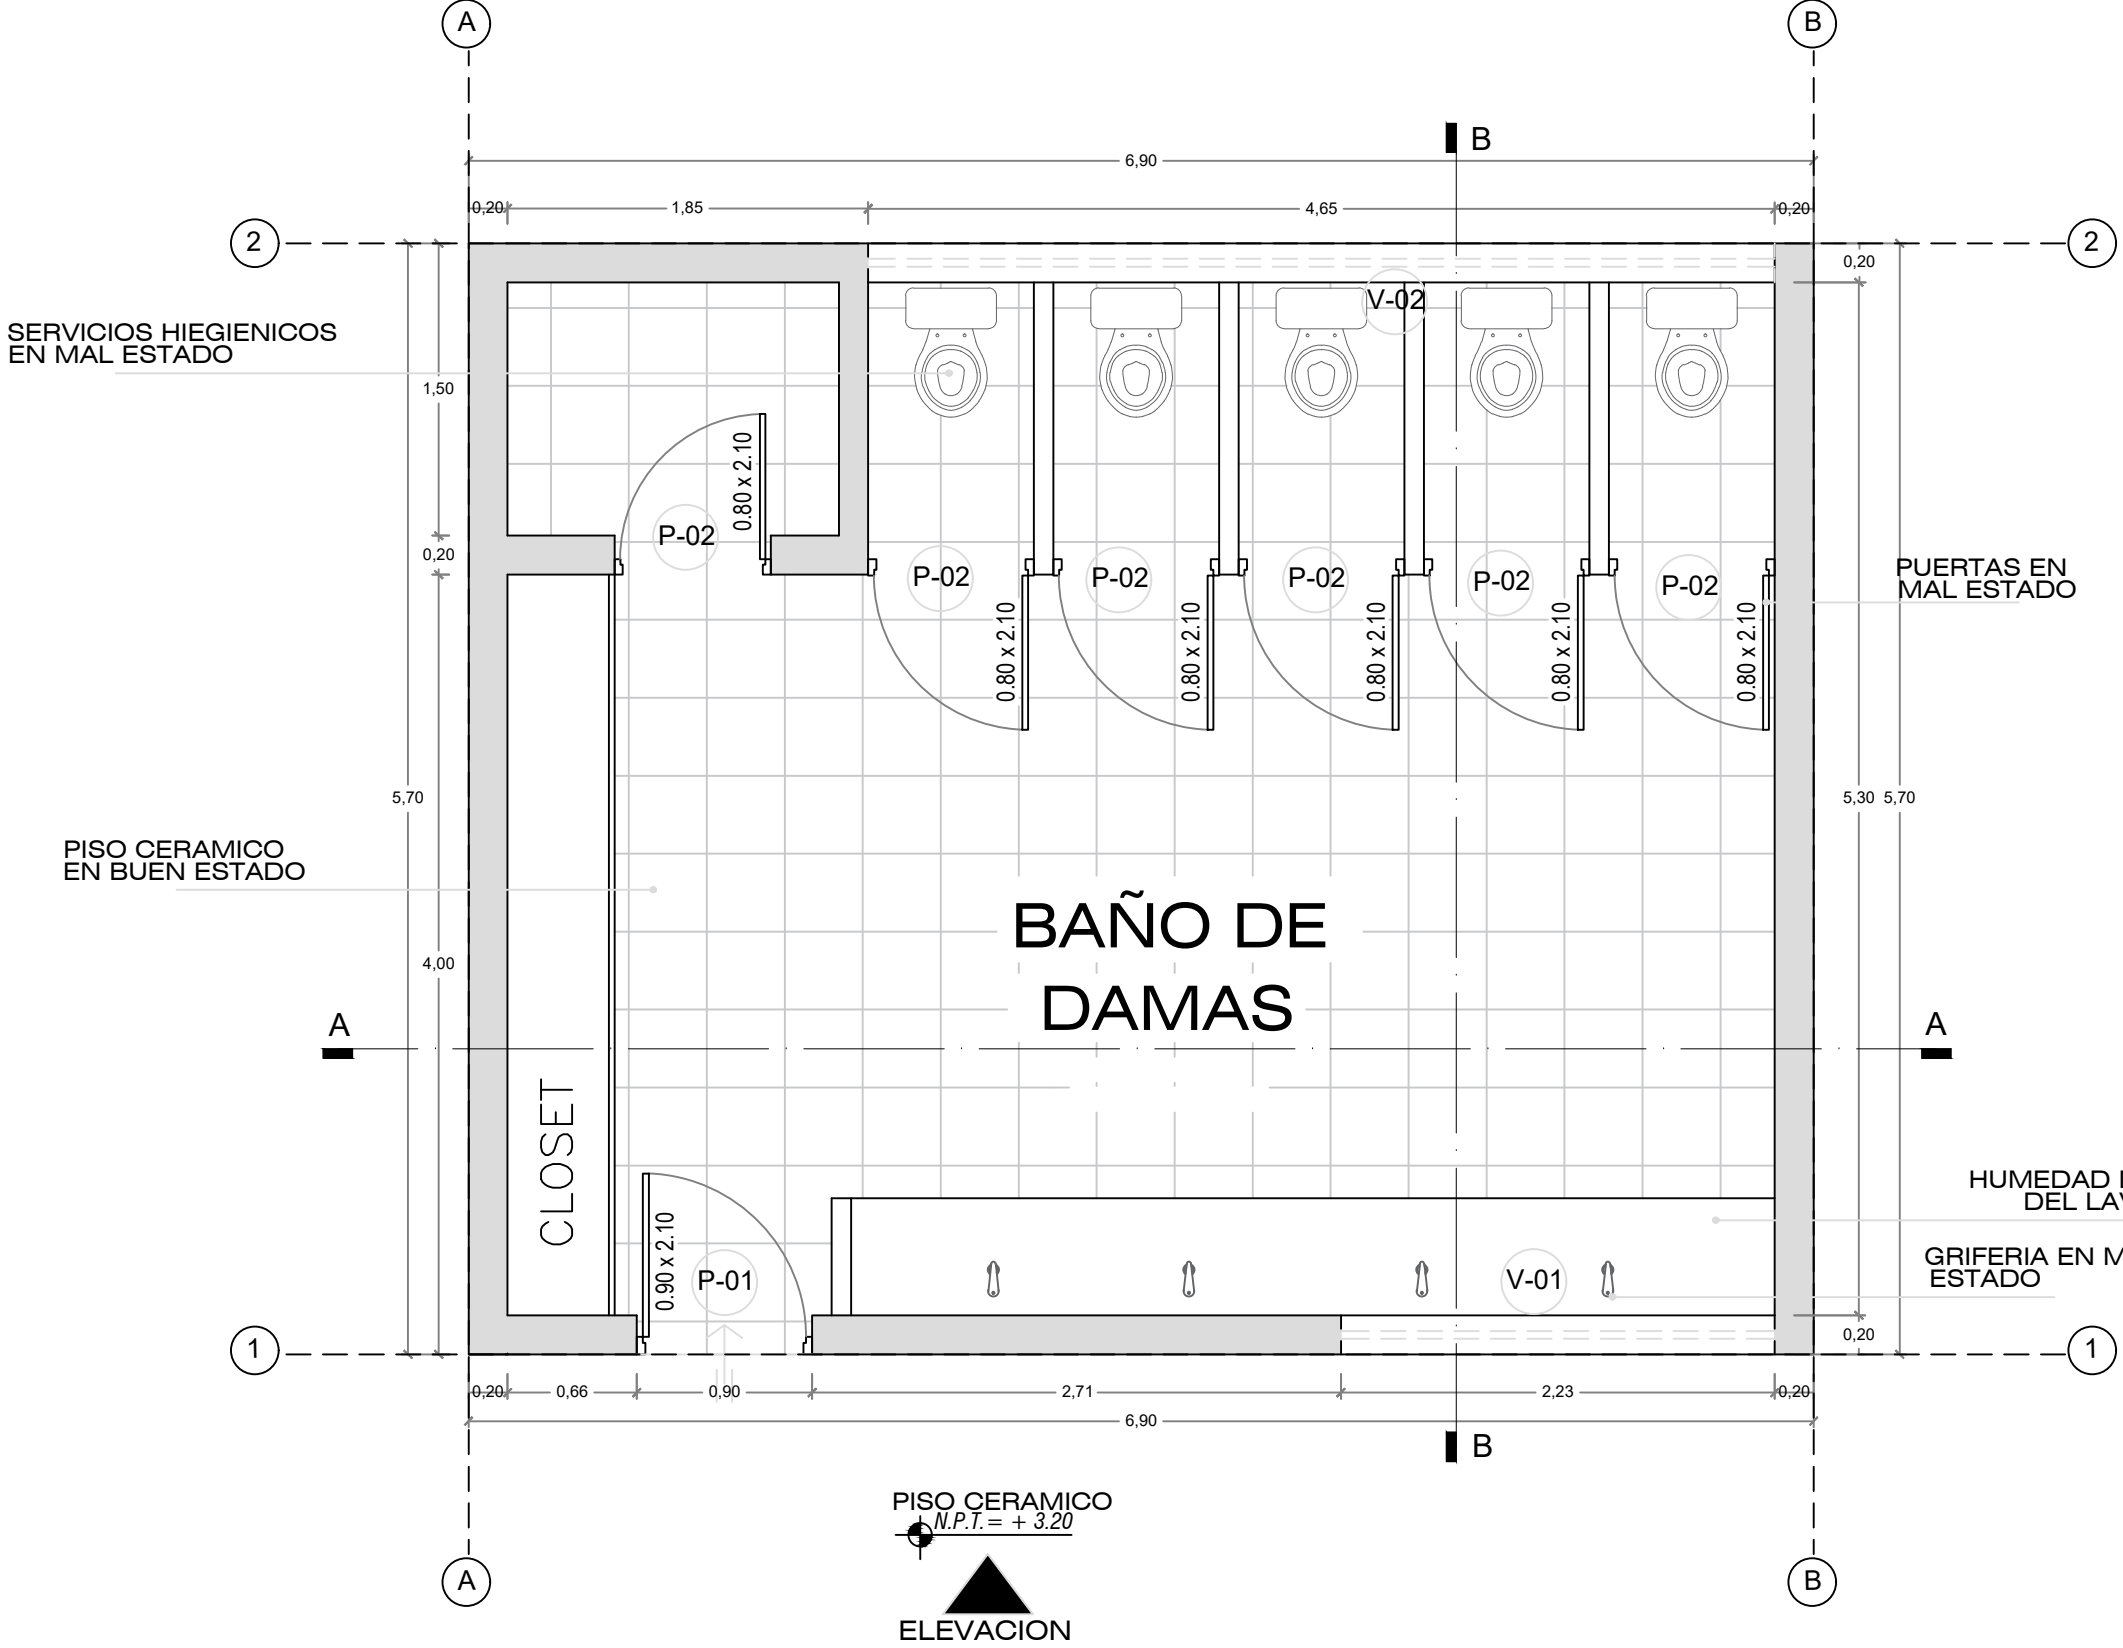 A
B
B
6,90
0,20
1,85
4,65
0,20
2
2
0,20
V-02
SERVICIOS HIEGIENICOS
EN MAL ESTADO
1,50
0.80 x 2.10
P-02
0,20
P-02
P-02
P-02
P-02
P-02
PUERTAS EN
MAL ESTADO
0.80 x 2.10
0.80 x 2.10
0.80 x 2.10
0.80 x 2.10
0.80 x 2.10
5,70
5,30
5,70
PISO CERAMICO
EN BUEN ESTADO
BAÑO DE
DAMAS
4,00
A
A
CLOSET
HUMEDAD
DEL LAV
0.90 x 2.10
P-01
V-01
GRIFERIA EN M
ESTADO
1
1
0,20
0,20
0,66
0,90
2,71
2,23
0,20
6,90
B
PISO CERAMICO
N.P.T.= + 3.20
A
B
ELEVACION